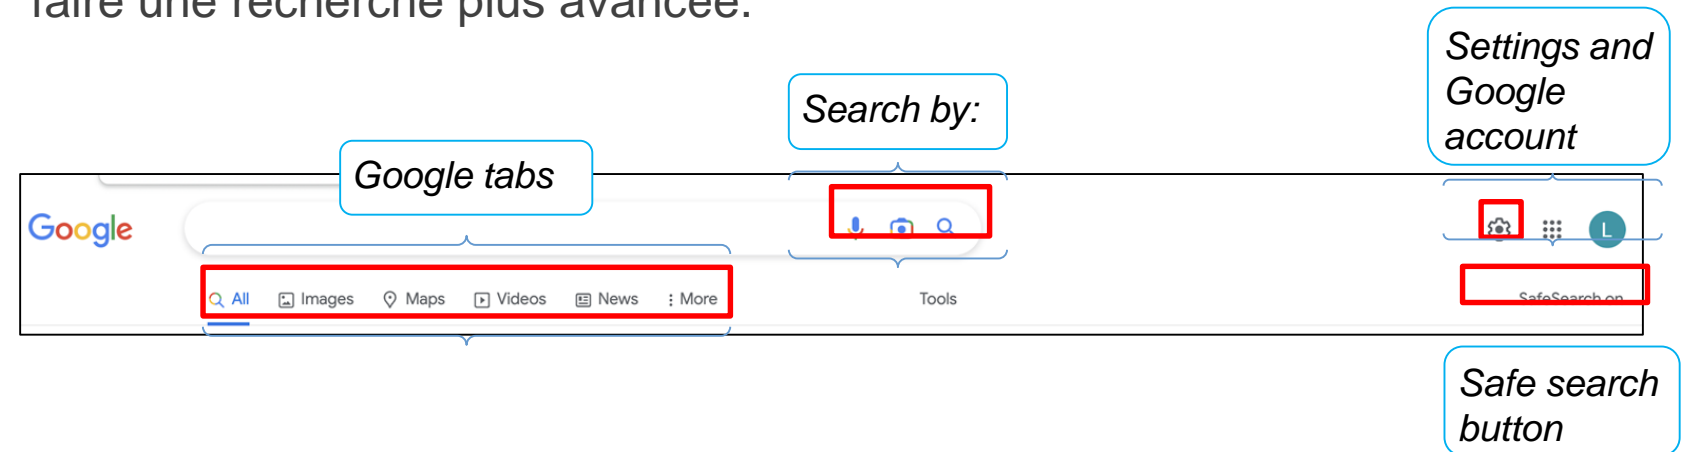 faire une recherche plus avancée.
Settings and
Google
account
Search by:
Google tabs
Google
L
All Images Maps Videos News More Tools SafeSearch on
Safe search
button